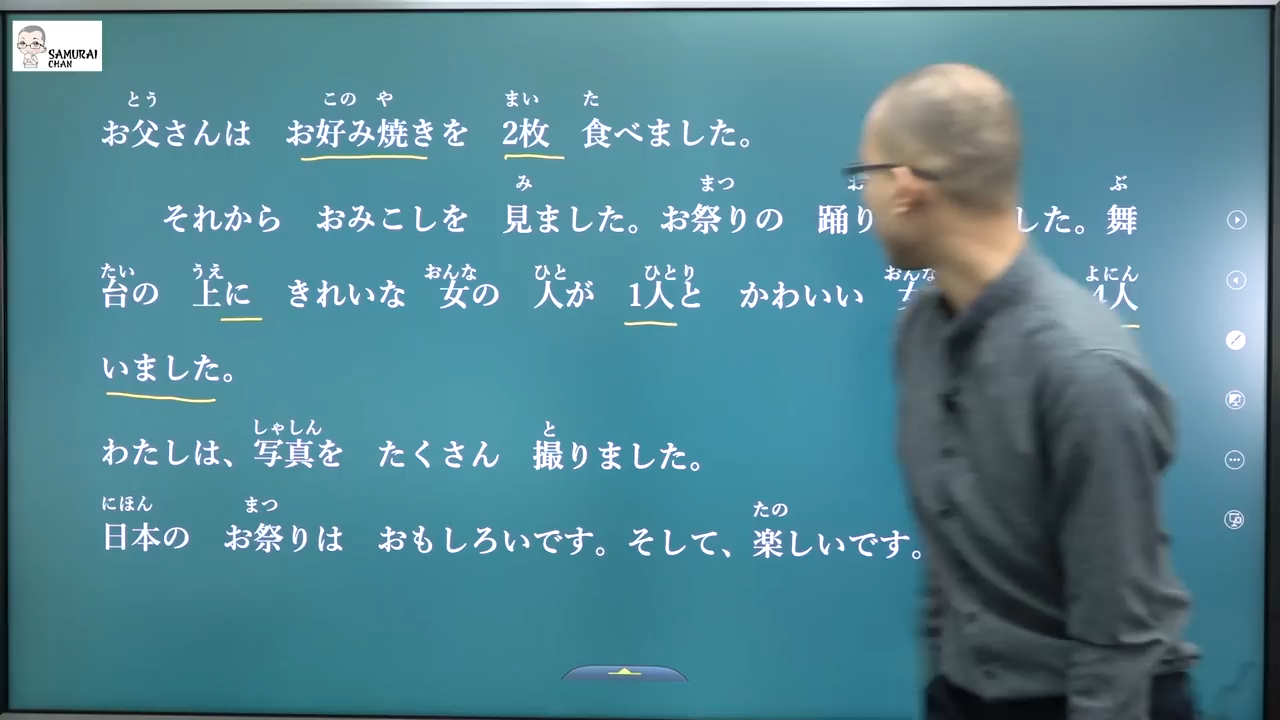 SAMURAI
CHAN
とう このや まい た
お父さんは お好み焼きを 2枚 食べました。
み まつ ぶ
それから おみこしを 見ました。お祭りの 踊り した。舞
たい うえ おんな ひと ひとり おんな よにん
台の 上に きれいな 女の 人が 1人と かわいい 4人
いました。
しゃしん と
わたしは、写真を たくさん 撮りました。
にほん まつ たの
日本の お祭りは おもしろいです。そして、楽しいです。